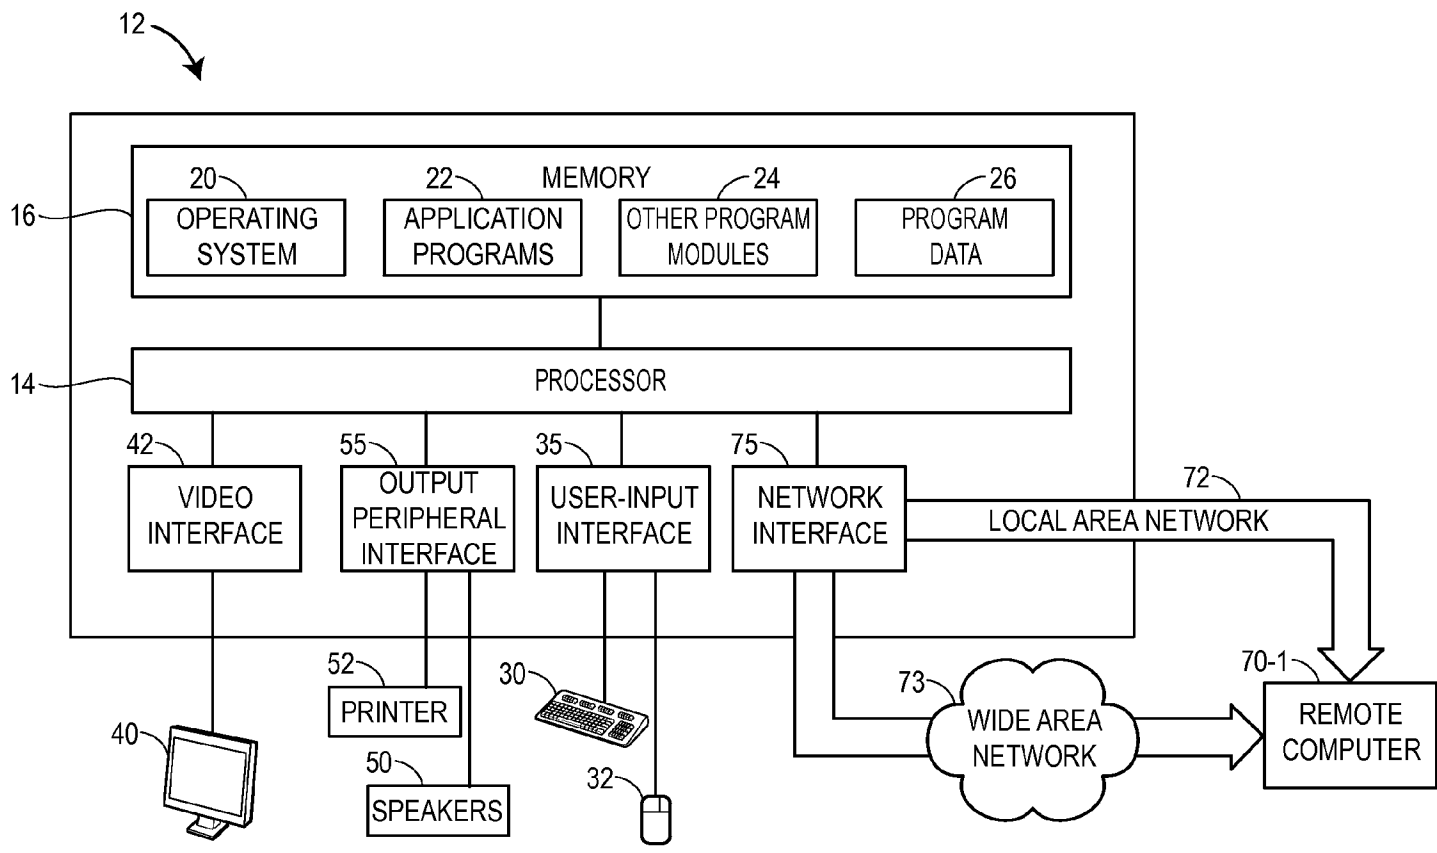 12
MEMORY
20
22
24
26
16
OPERATING
SYSTEM
APPLICATION
PROGRAMS
OTHER PROGRAM
MODULES
PROGRAM
DATA
14
PROCESSOR
42
55
35
75
72
VIDEO
INTERFACE
OUTPUT
PERIPHERAL
INTERFACE
USER-INPUT
INTERFACE
NETWORK
INTERFACE
LOCAL AREA NETWORK
52
PRINTER
30
73
WIDE AREA
NETWORK
70-1
REMOTE
COMPUTER
40
50
SPEAKERS
32